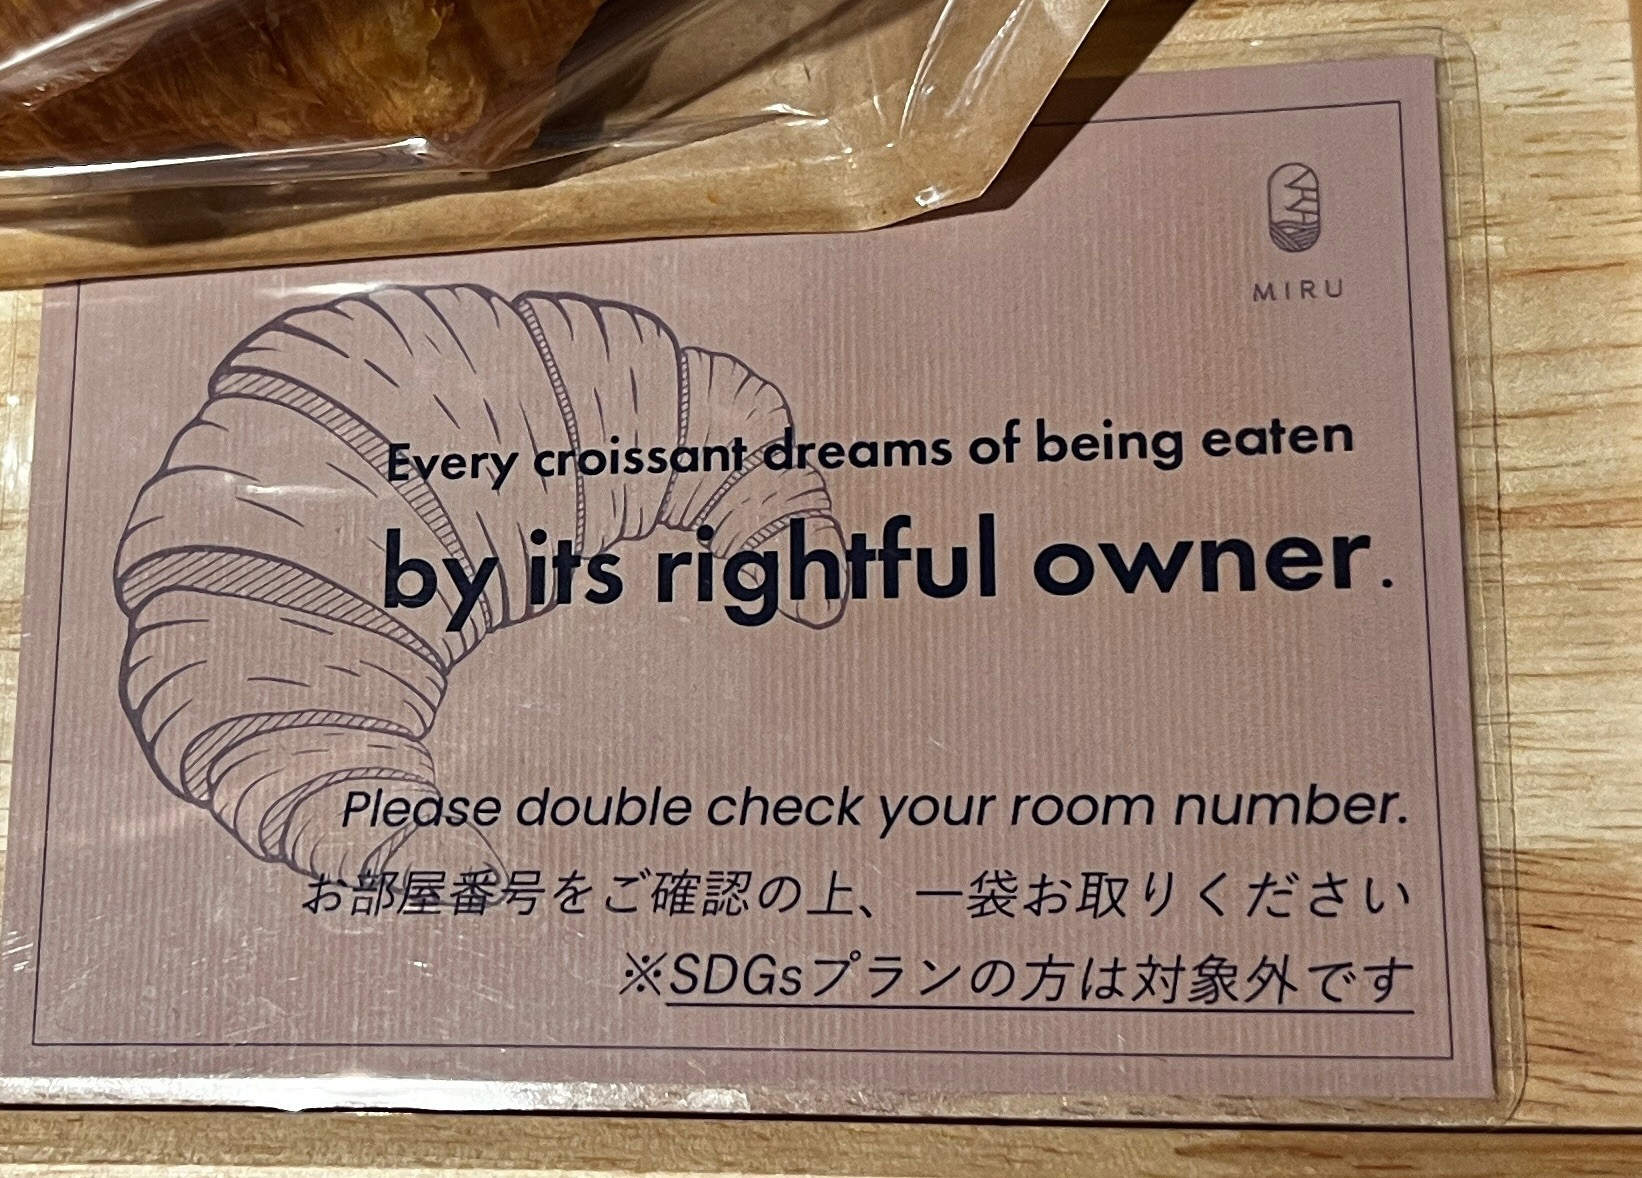 MIRU
Every croissant dreams of being eaten
by its rightful owner.
Please double check your room number.
お部屋番号をご確認の上、一袋お取りください
※SDGsプランの方は対象外です